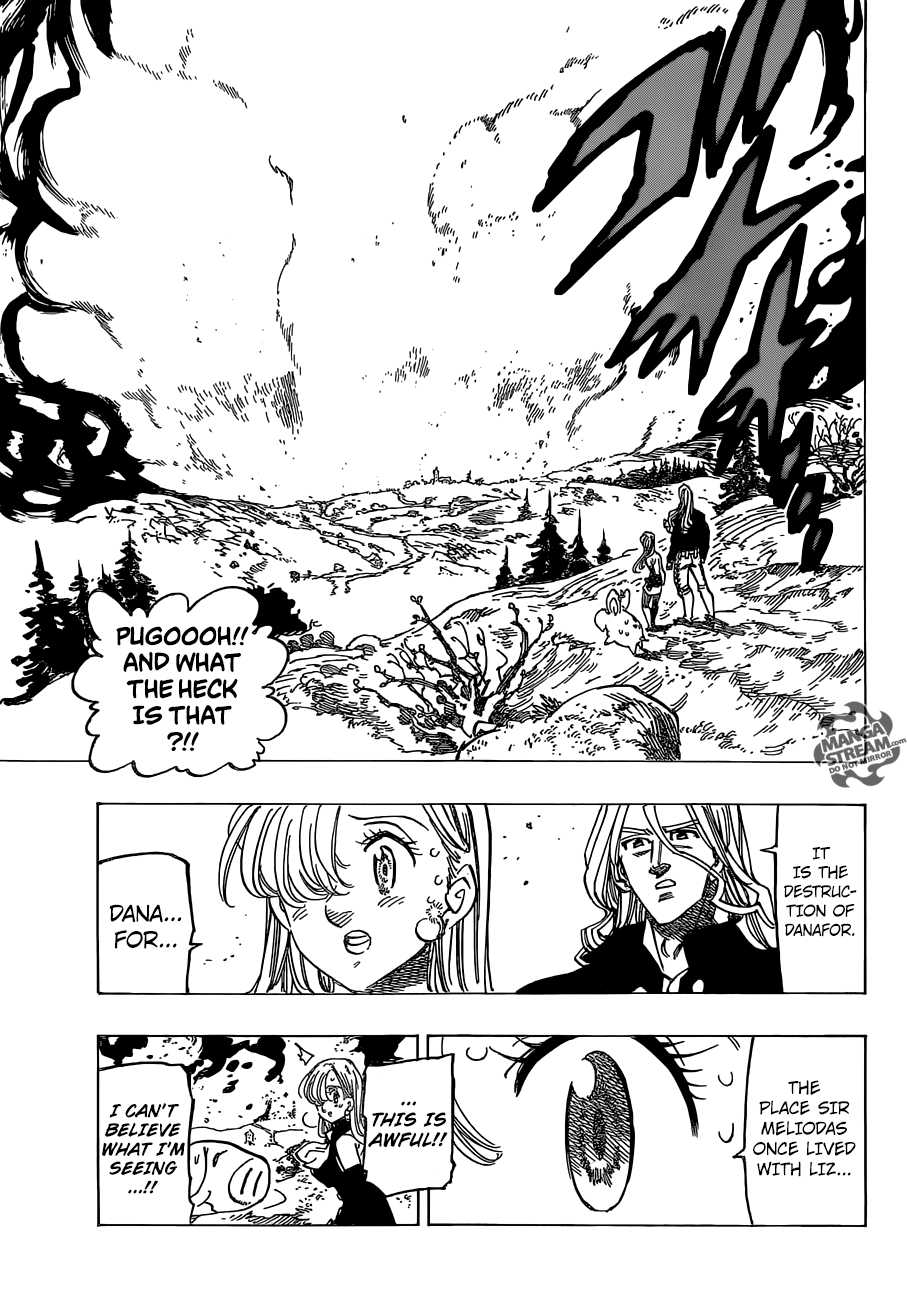 PUGOOOH!!
AND WHAT
THE HECK
IS THAT
?!!
MANGA
STREAM.com
DO NOT MIRROR
IT
IS THE
DESTRUC-
TION OF
DANAFOR.
DANA...
FOR...
THE
PLACE SIR
MELIODAS
ONCE LIVED
WITH LIZ...
...
THIS IS
AWFUL!!
I CAN'T
BELIEVE
WHAT I'M
SEEING
...!!